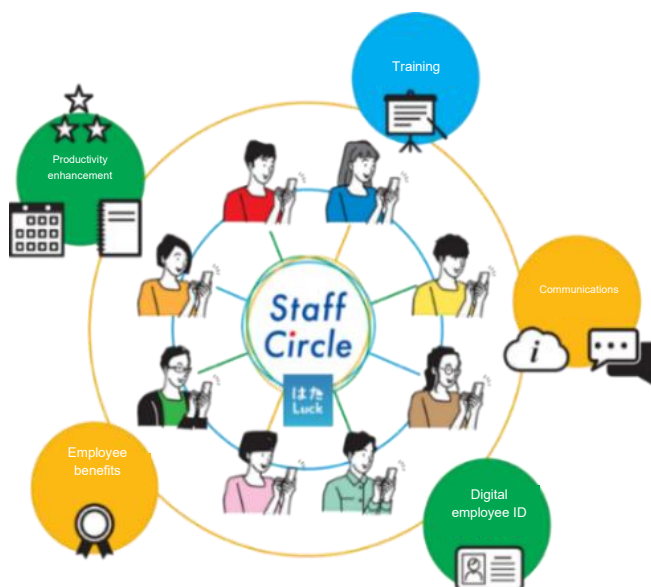 Training
Productivity
enhancement
Staff
Circle
Communications
はた
Luck
Employee
benefits
Digital
employee ID
i